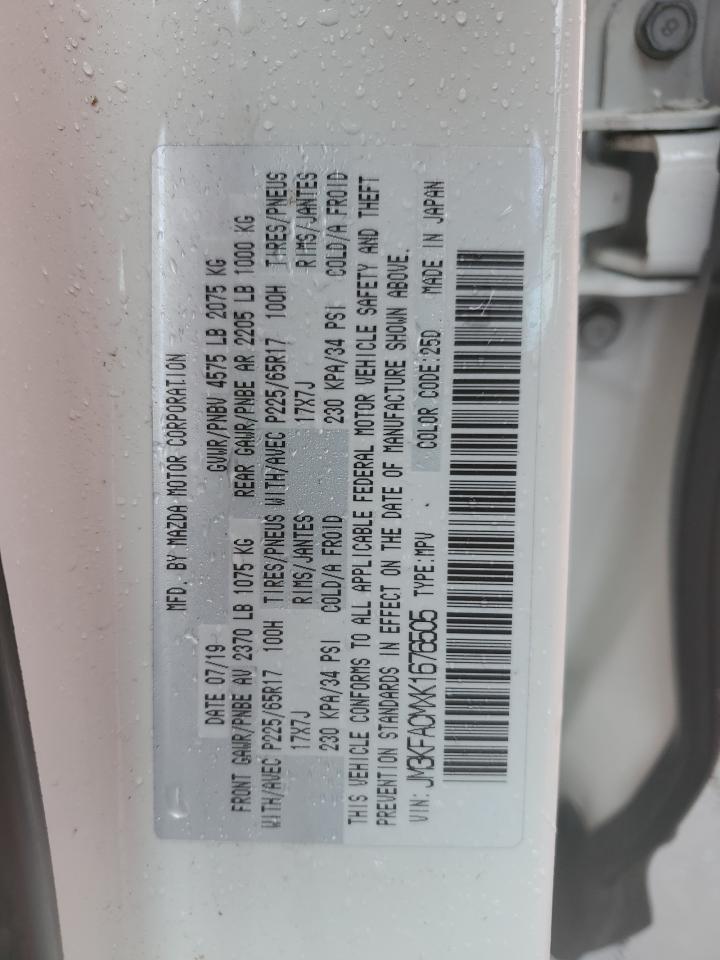 MFD. BY MAZDA MOTOR CORPORATION
DATE 07/19 GVWR/PNBV 4575 LB 2075 KG
FRONT GAWR/PNBE AV 2370 LB 1075 KG REAR GAWR/PNBE AR 2205 LB 1000 KG
WITH/AVEC P225/65R17 100H TIRES/PNEUS WITH/AVEC P225/65R17 100H TIRES/PNEUS
17X7J RIMS/JANTES 17X7J RIMS/JANTES
230 KPA/34 PSI COLD/A FROID 230 KPA/34 PSI COLD/A FROID
THIS VEHICLE CONFORMS TO ALL APPLICABLE FEDERAL MOTOR VEHICLE SAFETY AND THEFT
PREVENTION STANDARDS IN EFFECT ON THE DATE OF MANUFACTURE SHOWN ABOVE.
VIN: JM3KFACMXK1676505 TYPE:MPV COLOR CODE:25D MADE IN JAPAN
8